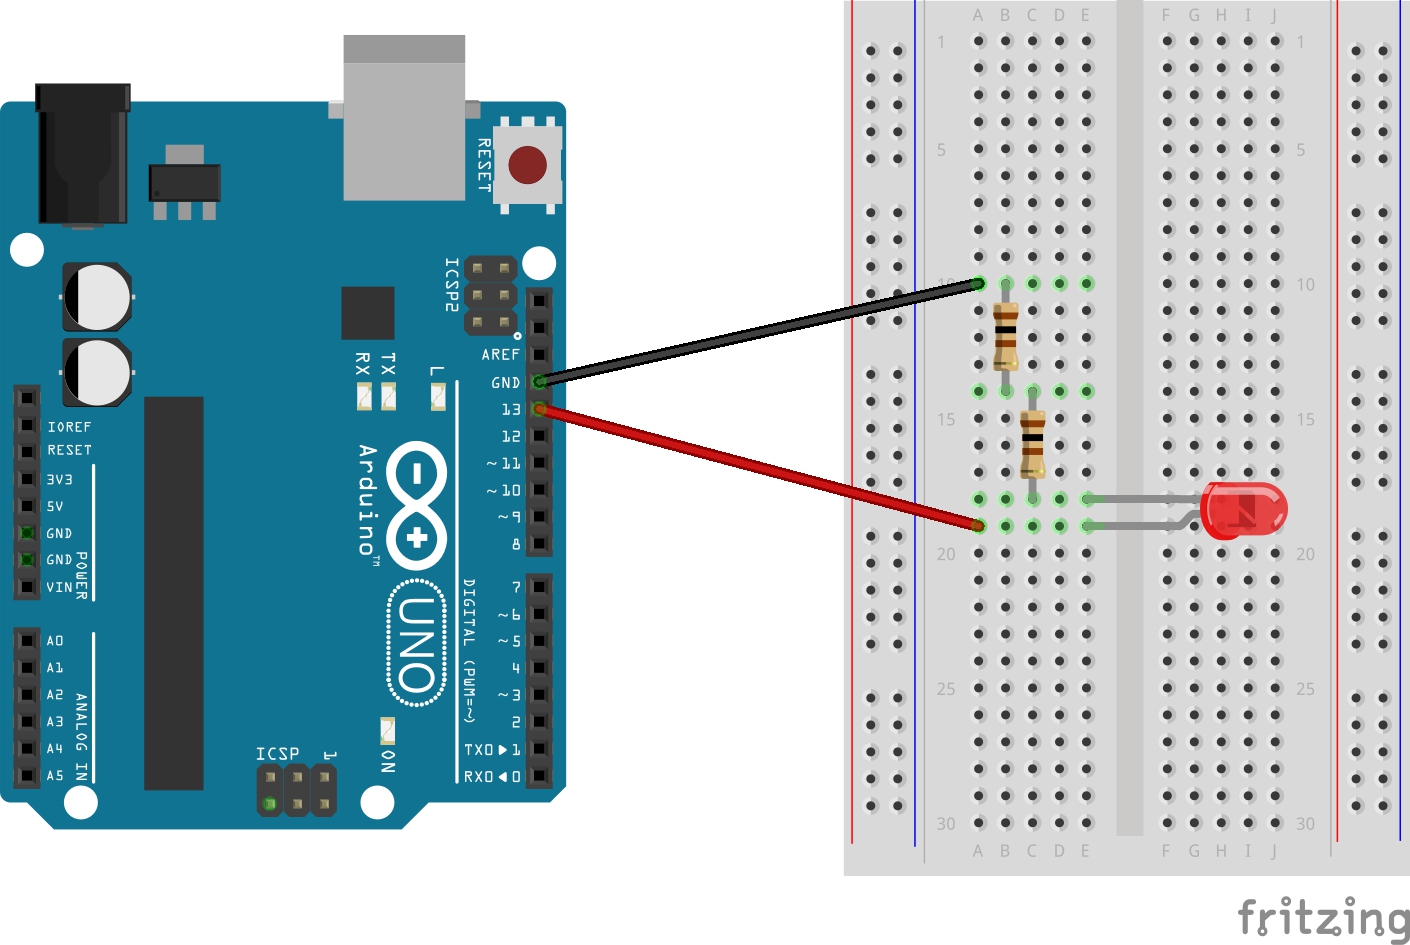 RESET
ICSP2
AREF
GND
13
12
~11
~10
~9
8
7
~6
~5
4
~3
2
TX0▶1
RX0◀0
DIGITAL (PWM=~)
RX
TX
L
Arduino™
UNO
ON
ICSP
1
IOREF
RESET
3V3
5V
GND
GND
VIN
POWER
A0
A1
A2
A3
A4
A5
ANALOG IN
A B C D E F G H I J
1 1
5 5
10 10
15 15
20 20
25 25
30 30
A B C D E F G H I J
fritzing